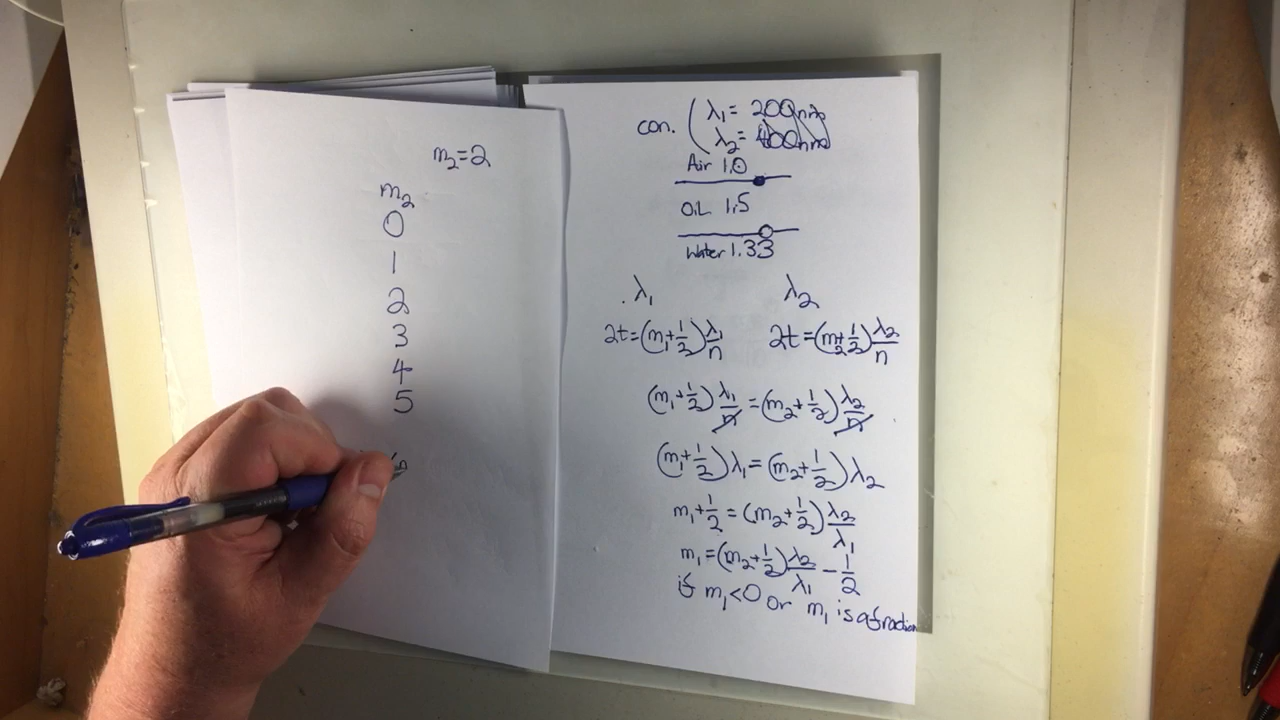 m₂=2
m₂
0
1
2
3
4
5
con. ( λ₁= 200nm
λ₂= 400nm
Air 1.0
OiL 1.5
Water 1.33
λ₁ λ₂
2t=(m₁+1/2)λ₁/n 2t=(m₂+1/2)λ₂/n
(m₁+1/2)λ₁/n=(m₂+1/2)λ₂/n
(m₁+1/2)λ₁=(m₂+1/2)λ₂
m₁+1/2=(m₂+1/2)λ₂/λ₁
m₁=(m₂+1/2)λ₂/λ₁-1/2
if m₁<0 or m₁ is a fraction